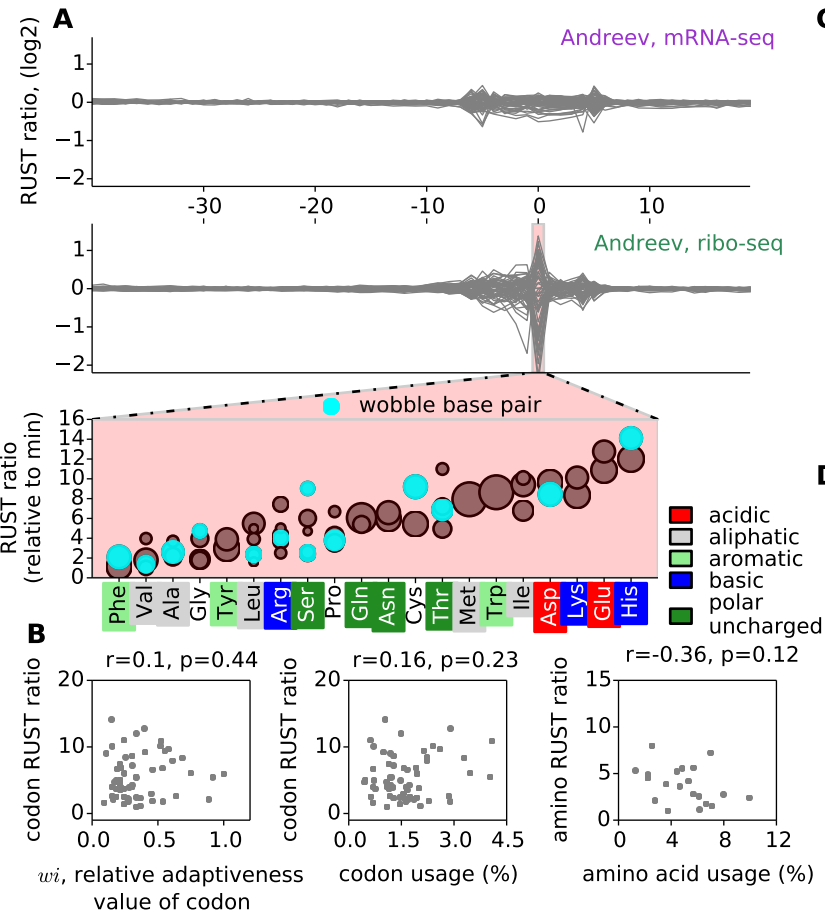 A
C
Andreev, mRNA-seq
RUST ratio, (log2)
1
0
−1
−2
-30 -20 -10 0 10
Andreev, ribo-seq
1
0
−1
−2
wobble base pair
RUST ratio
(relative to min)
16
14
12
10
8
6
4
2
0
D
acidic
aliphatic
aromatic
basic
polar
uncharged
Phe Val Ala Gly Tyr Leu Arg Ser Pro Gln Asn Cys Thr Met Trp Ile Asp Lys Glu His
B
r=0.1, p=0.44
codon RUST ratio
20
10
0
0.0 0.5 1.0
wi, relative adaptiveness
value of codon
r=0.16, p=0.23
codon RUST ratio
20
10
0
0.0 1.5 3.0 4.5
codon usage (%)
r=-0.36, p=0.12
amino RUST ratio
15
10
5
0
0 4 8 12
amino acid usage (%)